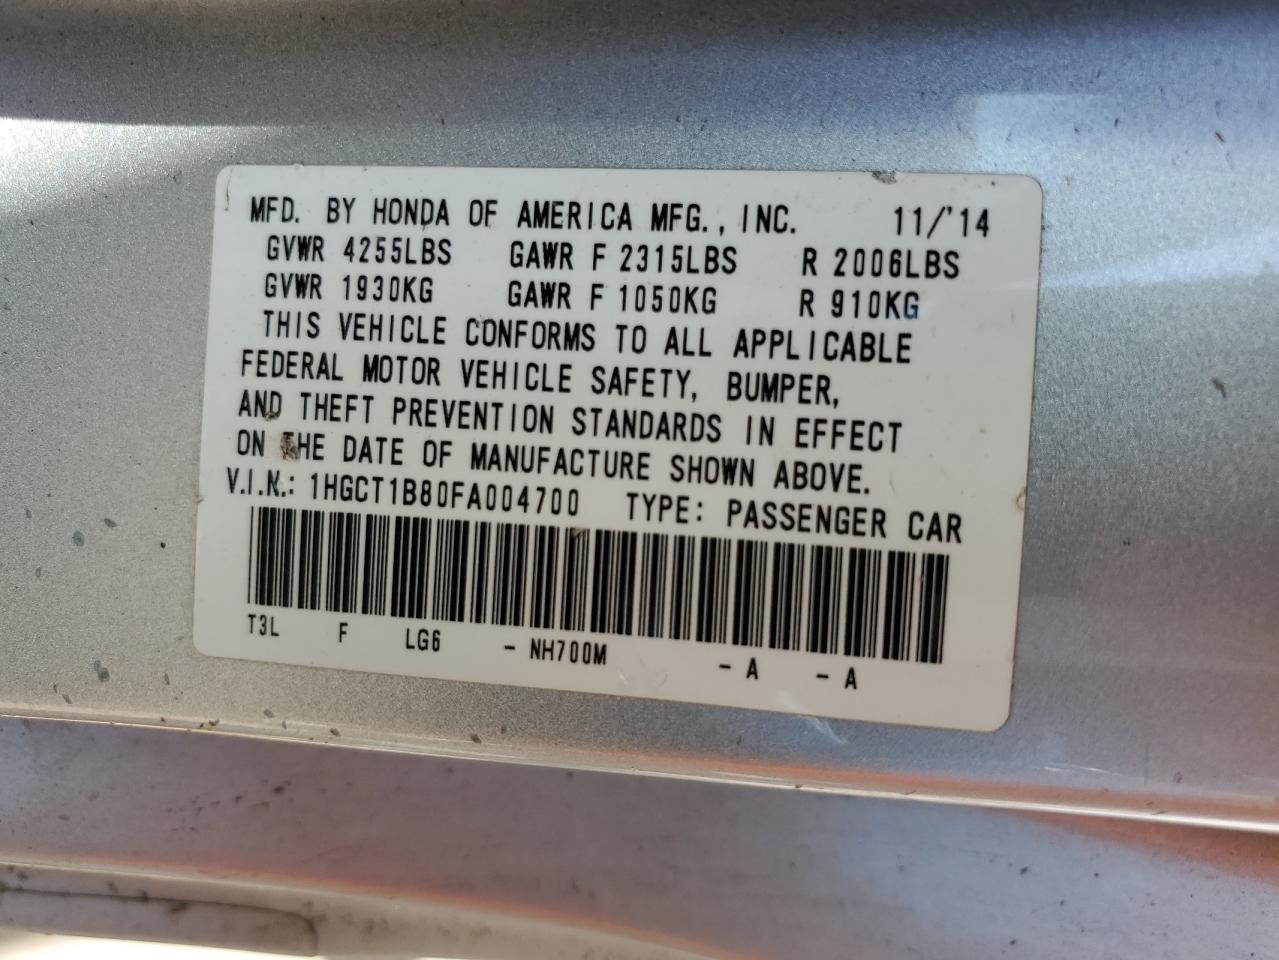 MFD. BY HONDA OF AMERICA MFG., INC. 11/'14
GVWR 4255LBS GAWR F 2315LBS R 2006LBS
GVWR 1930KG GAWR F 1050KG R 910KG
THIS VEHICLE CONFORMS TO ALL APPLICABLE
FEDERAL MOTOR VEHICLE SAFETY, BUMPER,
AND THEFT PREVENTION STANDARDS IN EFFECT
ON THE DATE OF MANUFACTURE SHOWN ABOVE.
V.I.N.: 1HGCT1B80FA004700 TYPE: PASSENGER CAR
T3L F LG6 - NH700M - A - A